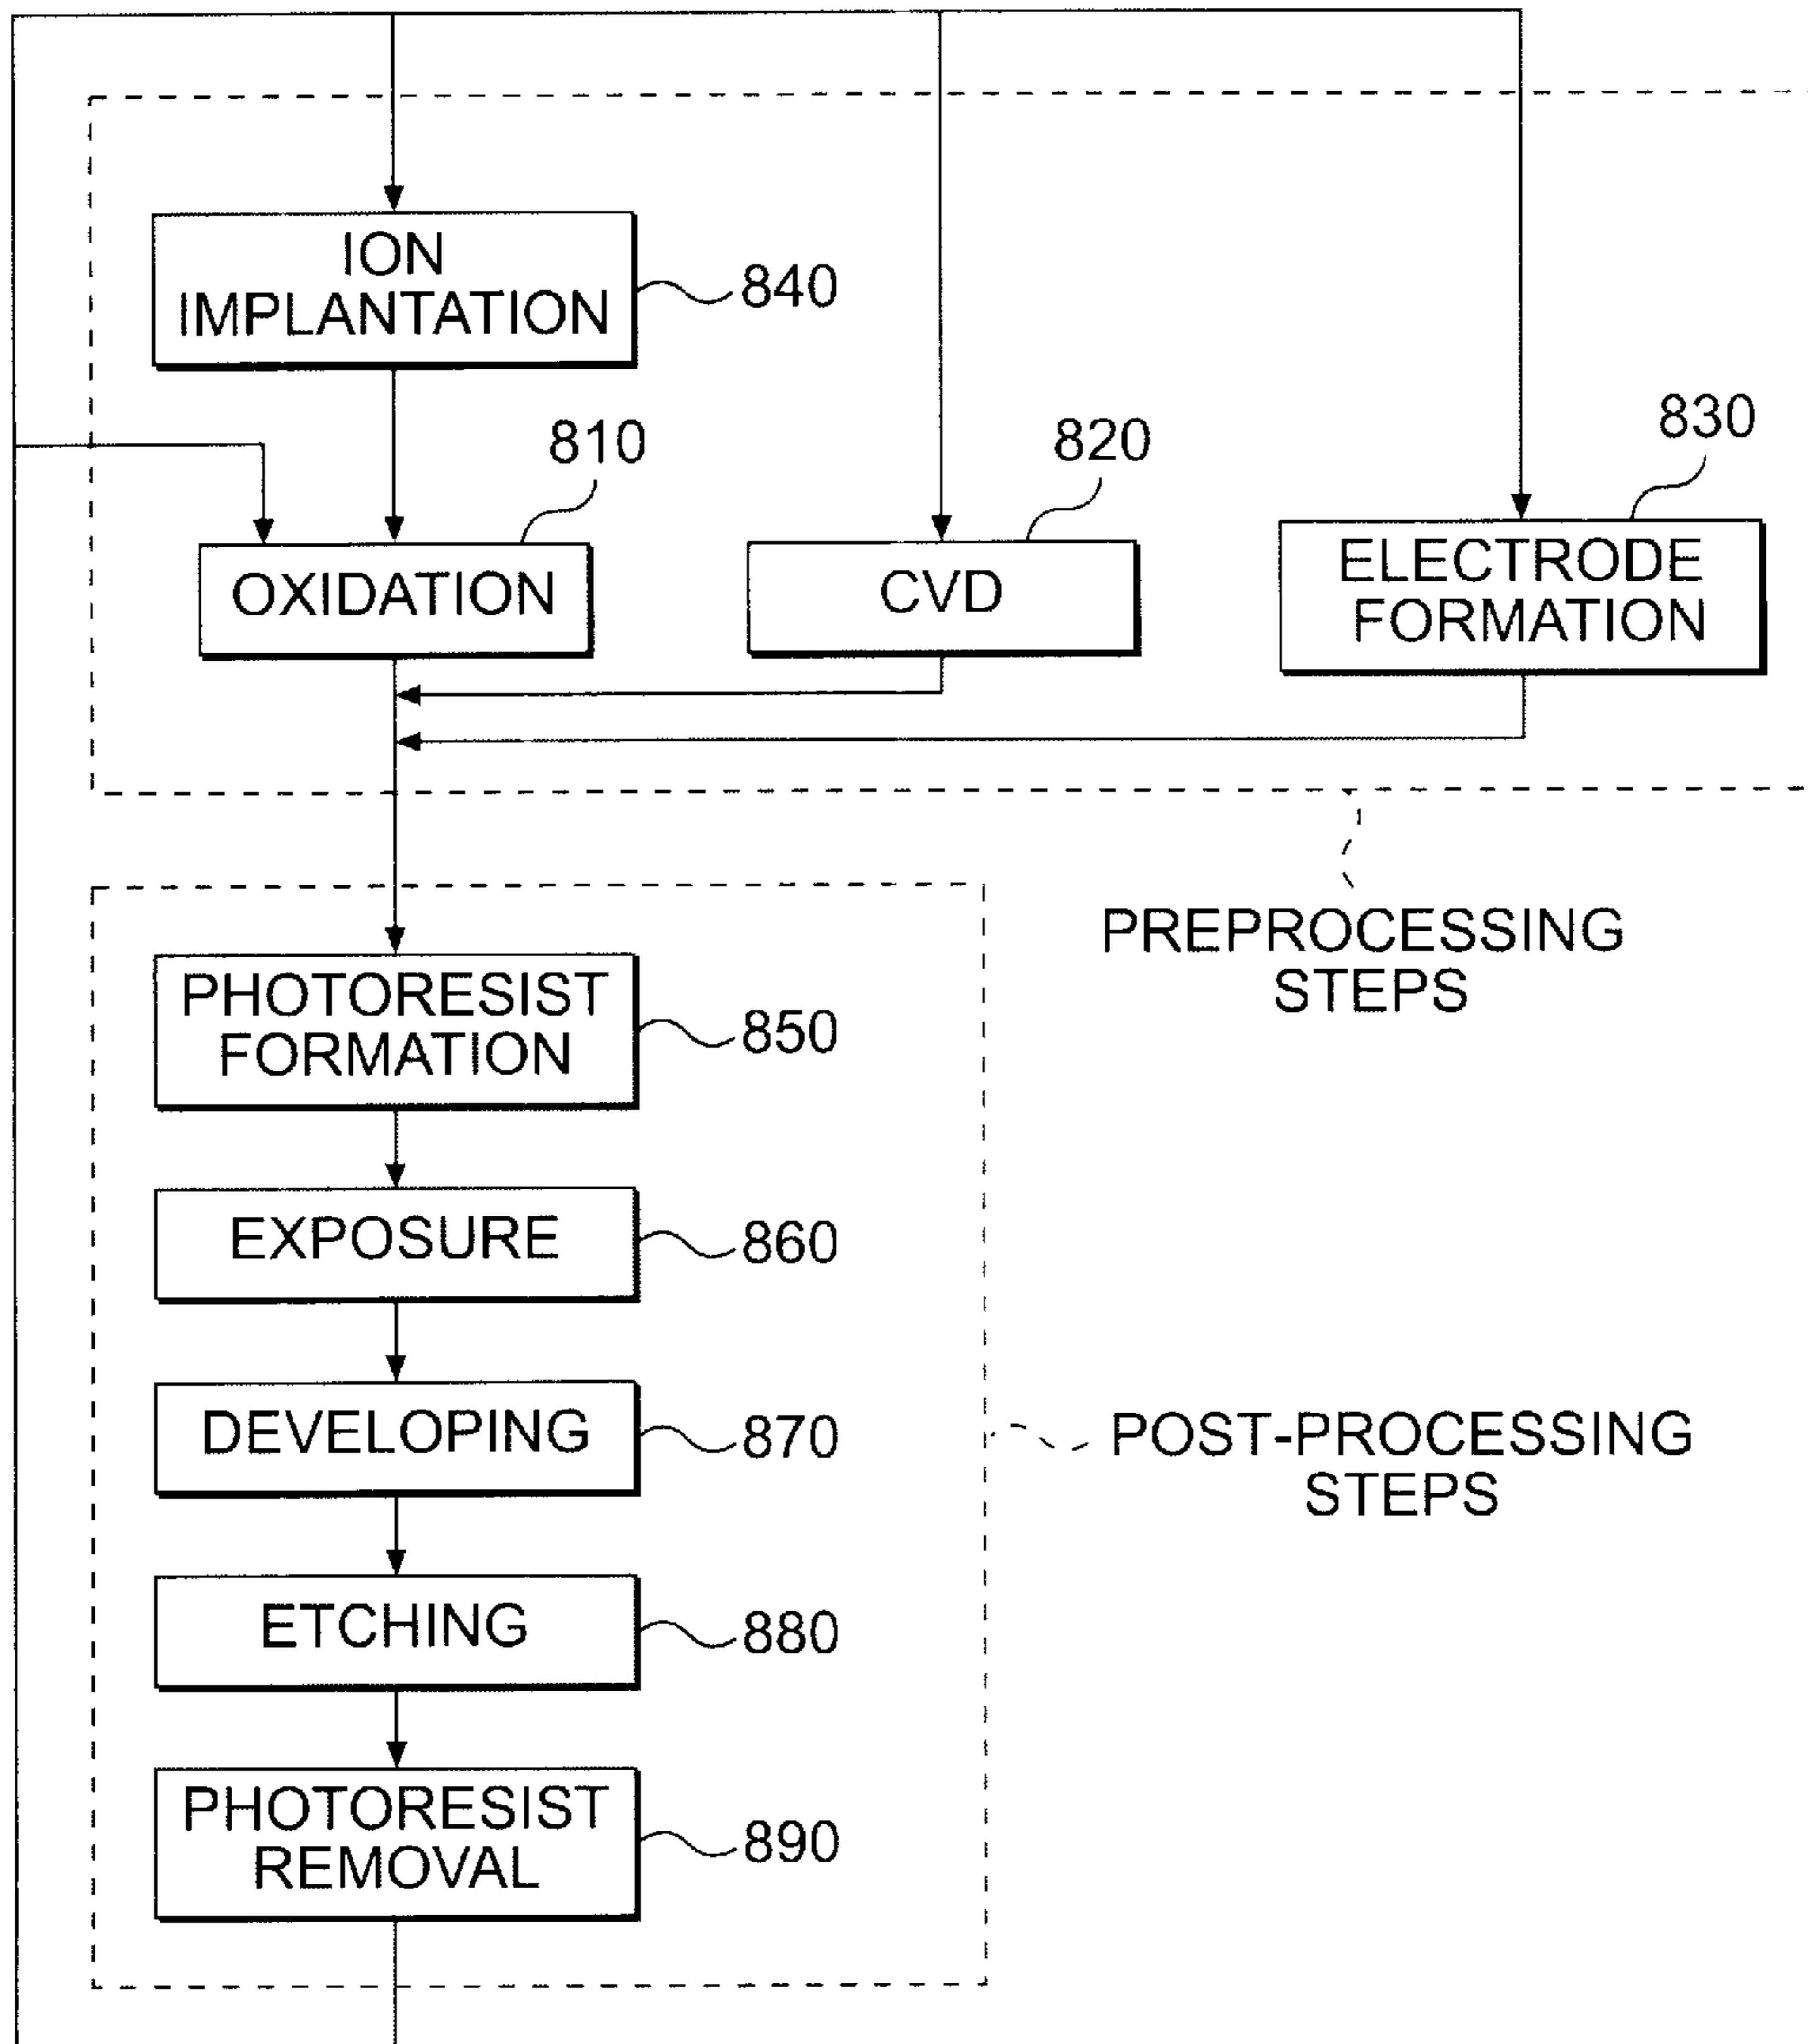 ION
IMPLANTATION
840
810
820
830
OXIDATION
CVD
ELECTRODE
FORMATION
PREPROCESSING
STEPS
PHOTORESIST
FORMATION
850
EXPOSURE
860
DEVELOPING
870
POST-PROCESSING
STEPS
ETCHING
880
PHOTORESIST
REMOVAL
890